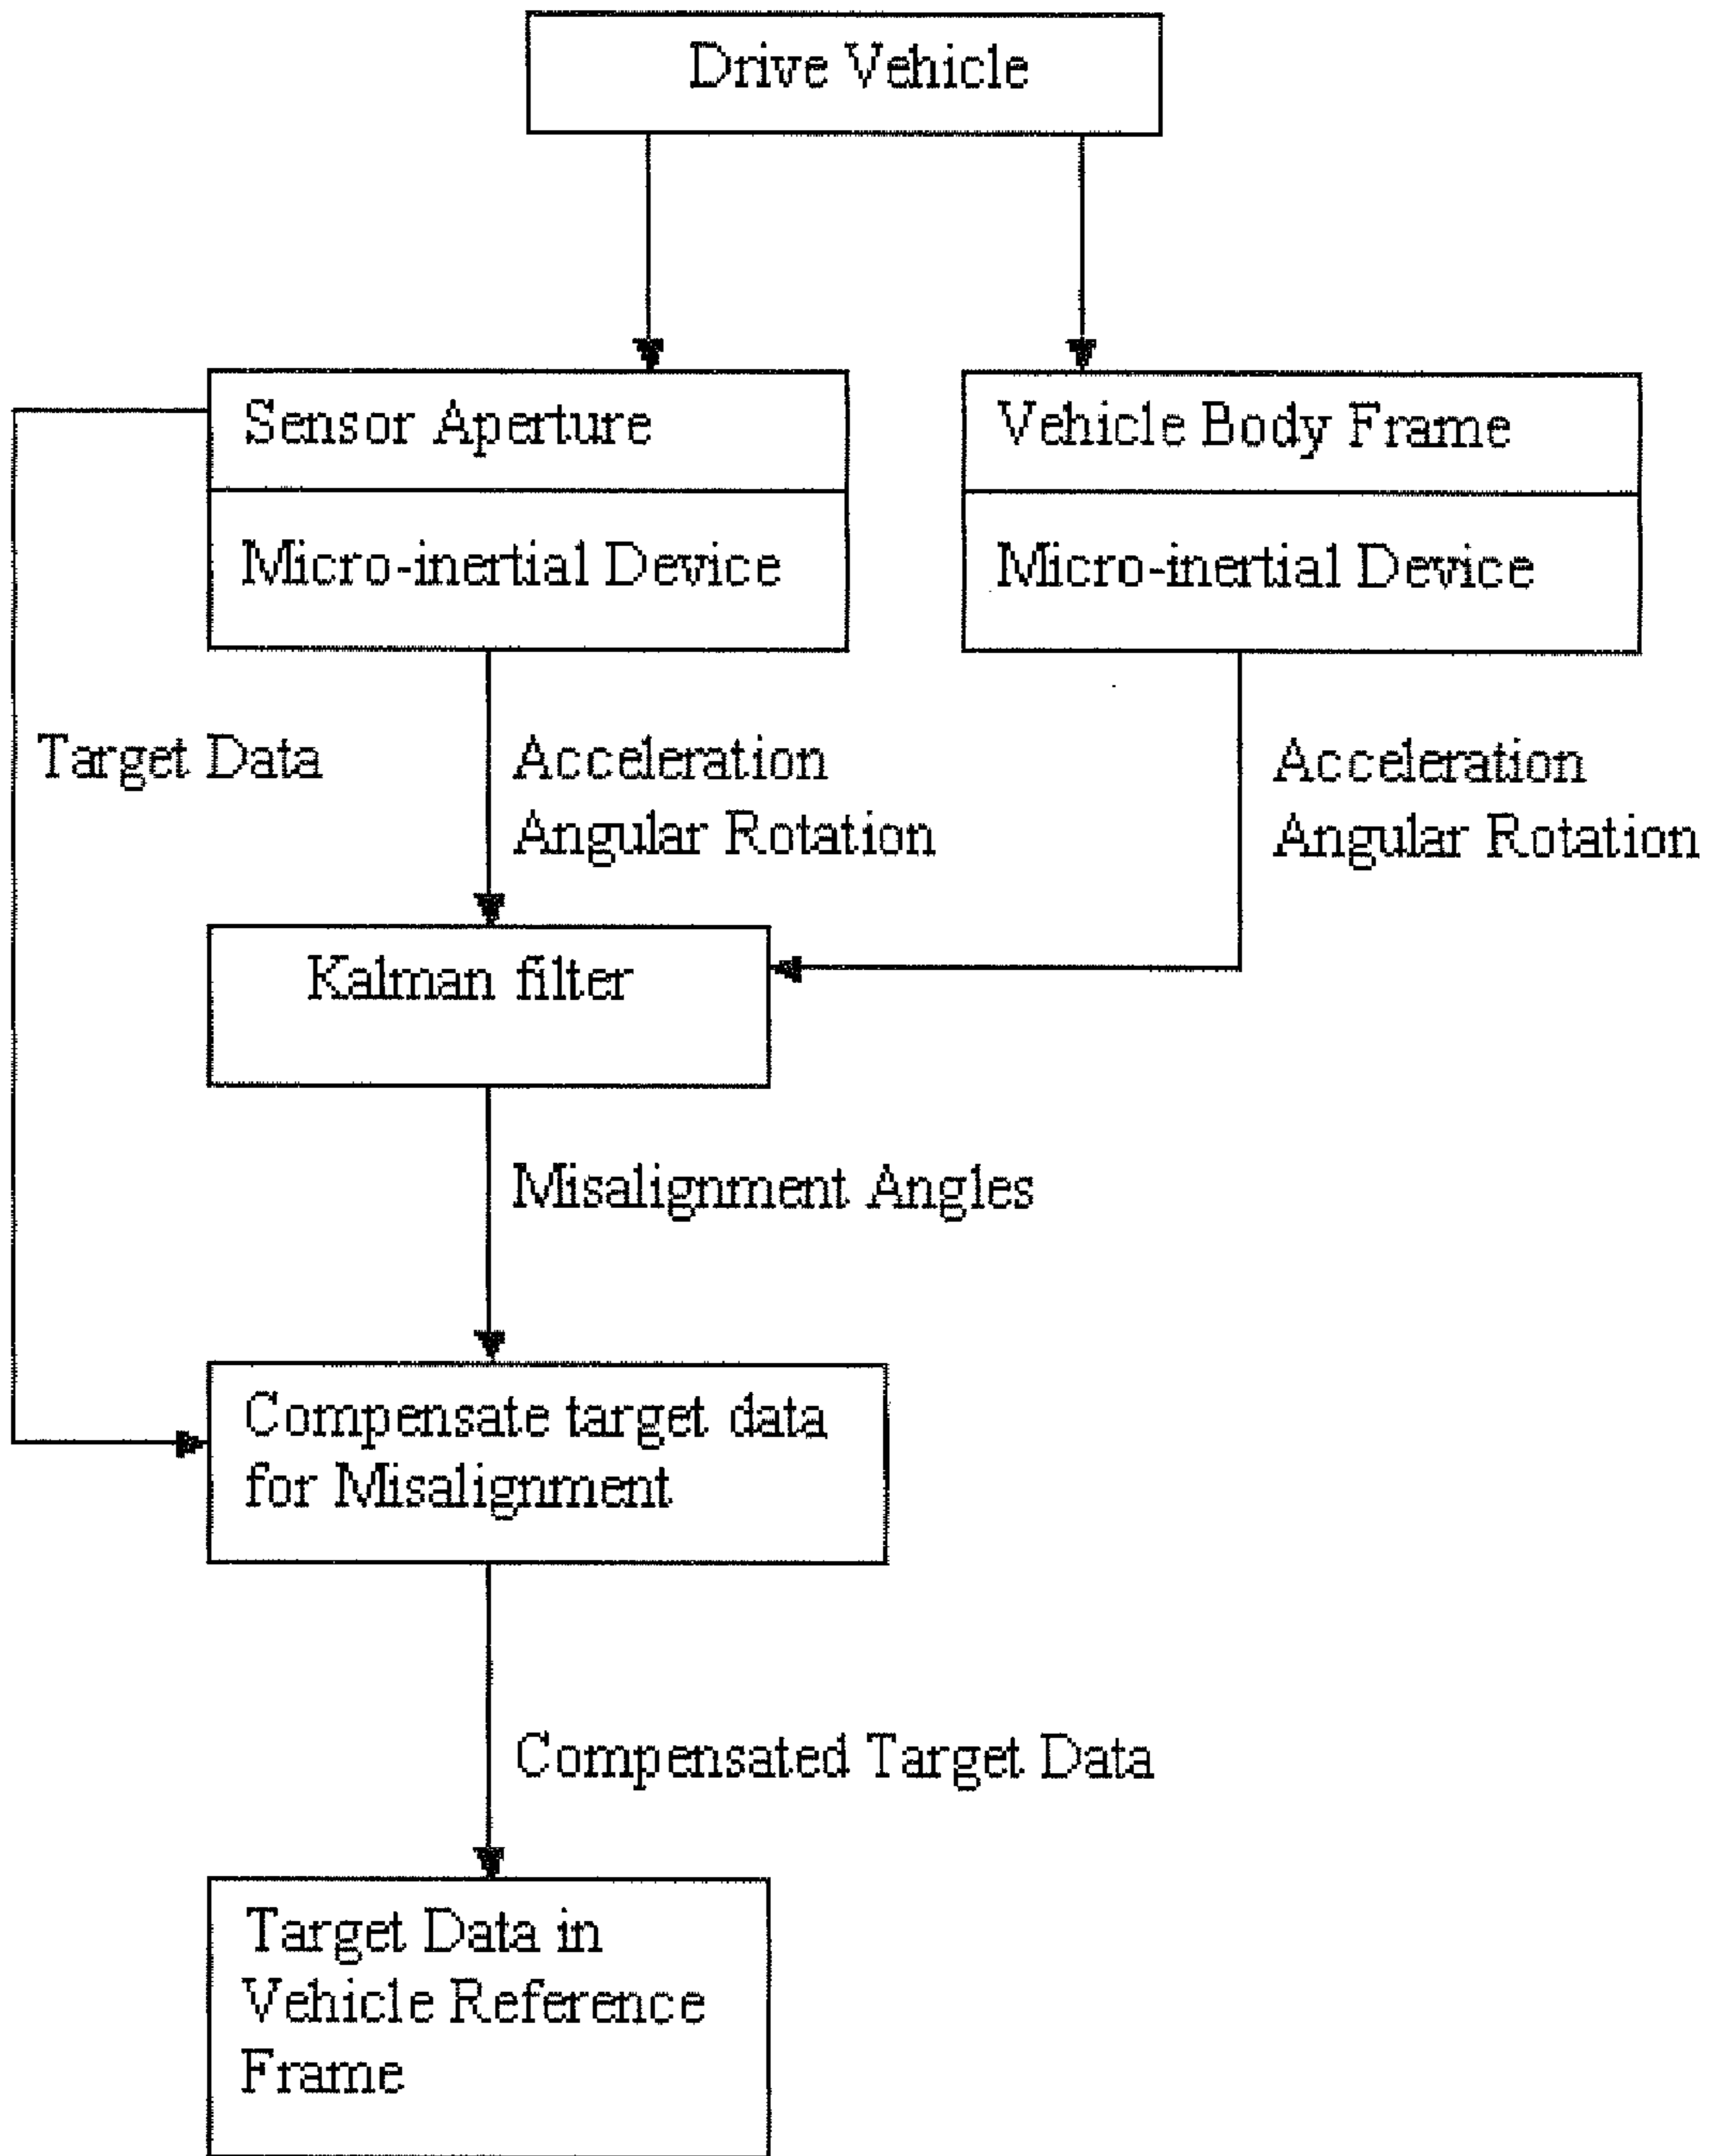 Drive Vehicle
Sensor Aperture
Micro-inertial Device
Vehicle Body Frame
Micro-inertial Device
Target Data
Acceleration
Angular Rotation
Acceleration
Angular Rotation
Kalman filter
Misalignment Angles
Compensate target data
for Misalignment
Compensated Target Data
Target Data in
Vehicle Reference
Frame